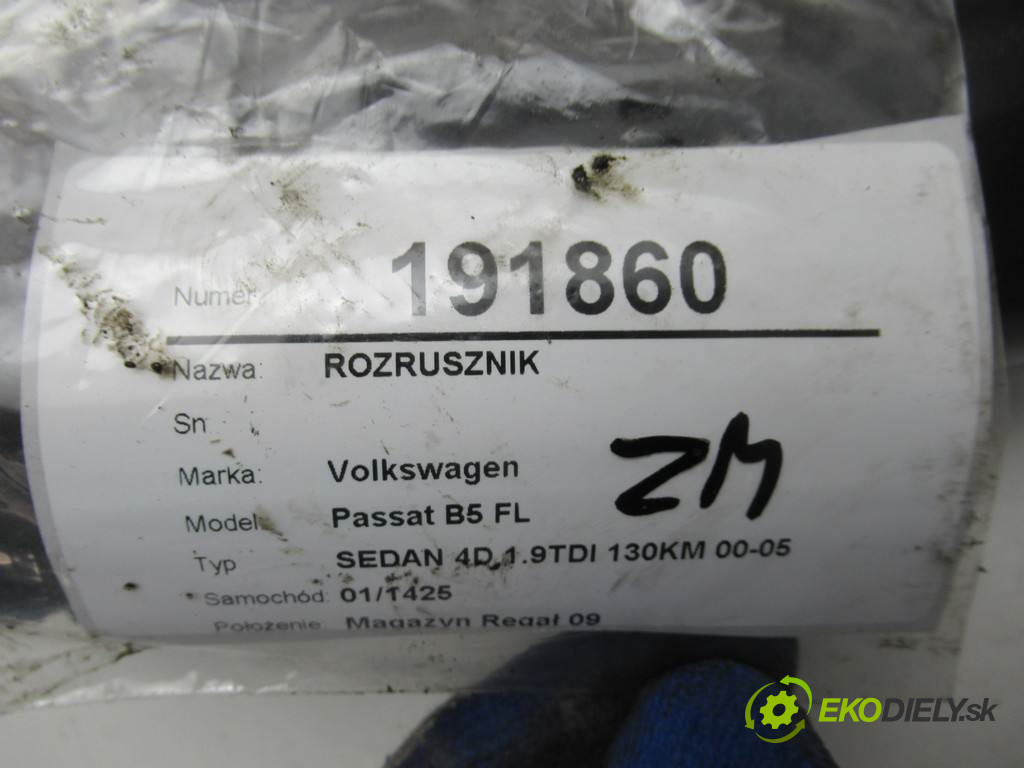 Numer: 191860
Nazwa: ROZRUSZNIK
Sn :
Marka: Volkswagen
ZM
Model: Passat B5 FL
Typ SEDAN 4D 1.9TDI 130KM 00-05
Samochód: 01/1425
Położenie: Magazyn Regał 09
EKODIELY.sk